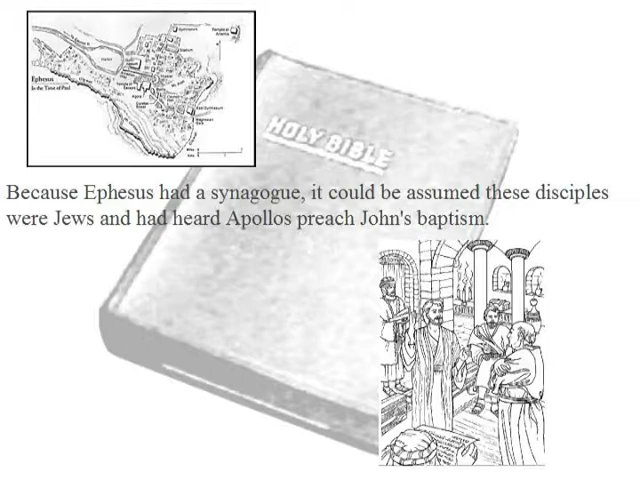 Ephesus
In the Time of Paul
HOLY BIBLE
Because Ephesus had a synagogue, it could be assumed these disciples
were Jews and had heard Apollos preach John's baptism.